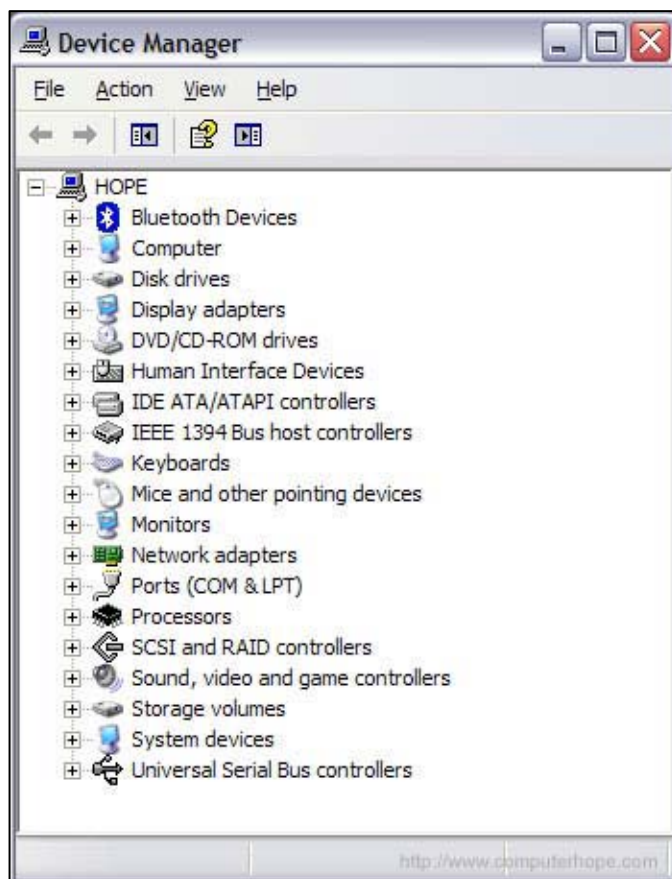 Device Manager
File Action View Help
HOPE
Bluetooth Devices
Computer
Disk drives
Display adapters
DVD/CD-ROM drives
Human Interface Devices
IDE ATA/ATAPI controllers
IEEE 1394 Bus host controllers
Keyboards
Mice and other pointing devices
Monitors
Network adapters
Ports (COM & LPT)
Processors
SCSI and RAID controllers
Sound, video and game controllers
Storage volumes
System devices
Universal Serial Bus controllers
http://www.computerhope.com